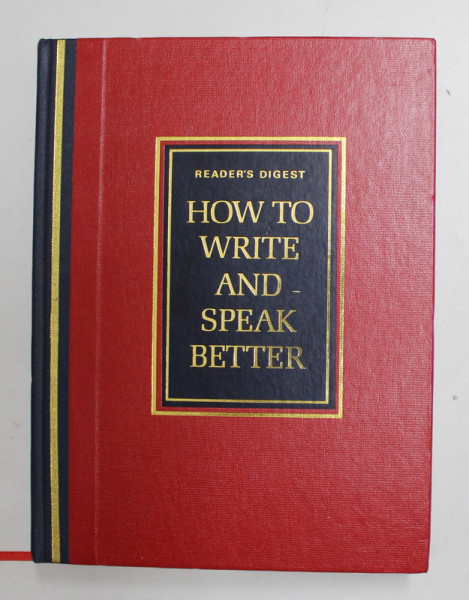 READER'S DIGEST
HOW TO
WRITE
AND
SPEAK
BETTER